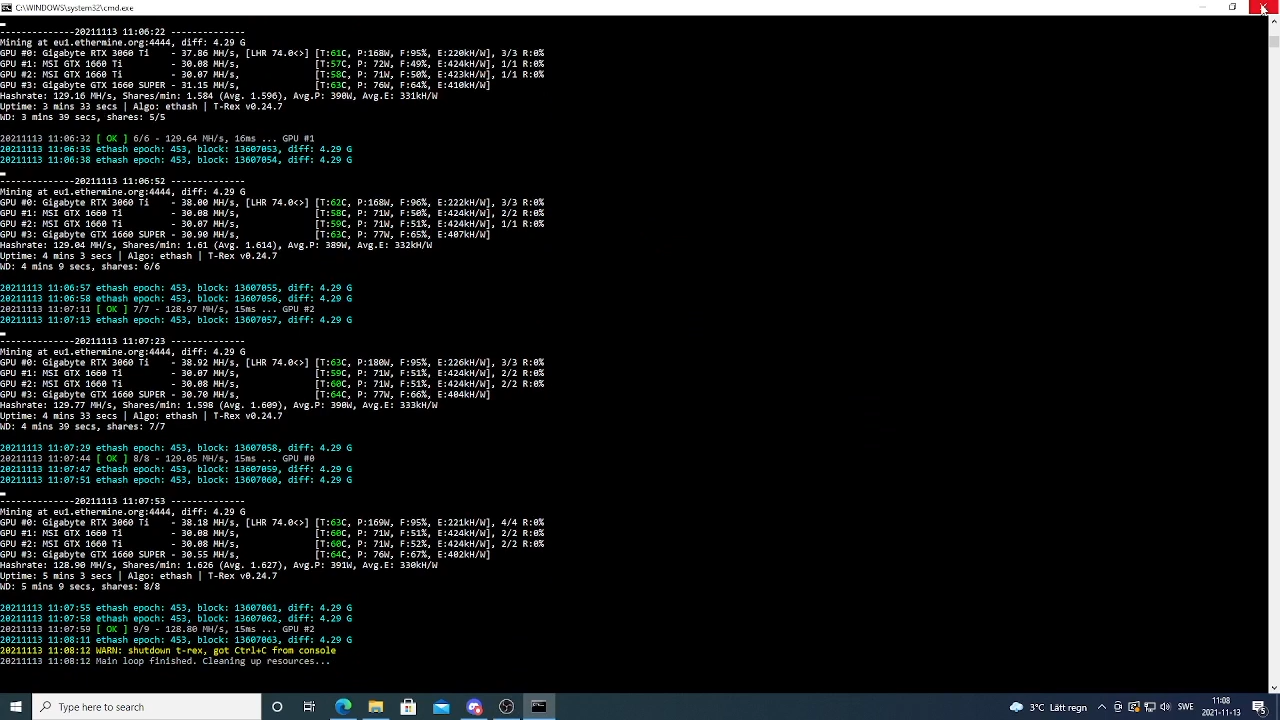 C:\WINDOWS\system32\cmd.exe
--------------20211113 11:06:22 --------------
Mining at eu1.ethermine.org:4444, diff: 4.29 G
GPU #0: Gigabyte RTX 3060 Ti    - 37.86 MH/s, [LHR 74.0<>] [T:61C, P:168W, F:95%, E:220kH/W], 3/3 R:0%
GPU #1: MSI GTX 1660 Ti         - 30.08 MH/s,              [T:57C, P: 72W, F:49%, E:424kH/W], 1/1 R:0%
GPU #2: MSI GTX 1660 Ti         - 30.07 MH/s,              [T:58C, P: 71W, F:50%, E:423kH/W], 1/1 R:0%
GPU #3: Gigabyte GTX 1660 SUPER - 31.15 MH/s,              [T:63C, P: 76W, F:64%, E:410kH/W]
Hashrate: 129.16 MH/s, Shares/min: 1.584 (Avg. 1.596), Avg.P: 390W, Avg.E: 331kH/W
Uptime: 3 mins 33 secs | Algo: ethash | T-Rex v0.24.7
WD: 3 mins 39 secs, shares: 5/5
20211113 11:06:32 [ OK ] 6/6 - 129.64 MH/s, 16ms ... GPU #1
20211113 11:06:35 ethash epoch: 453, block: 13607053, diff: 4.29 G
20211113 11:06:38 ethash epoch: 453, block: 13607054, diff: 4.29 G
--------------20211113 11:06:52 --------------
Mining at eu1.ethermine.org:4444, diff: 4.29 G
GPU #0: Gigabyte RTX 3060 Ti    - 38.00 MH/s, [LHR 74.0<>] [T:62C, P:168W, F:96%, E:222kH/W], 3/3 R:0%
GPU #1: MSI GTX 1660 Ti         - 30.08 MH/s,              [T:58C, P: 71W, F:50%, E:424kH/W], 2/2 R:0%
GPU #2: MSI GTX 1660 Ti         - 30.07 MH/s,              [T:59C, P: 71W, F:51%, E:424kH/W], 1/1 R:0%
GPU #3: Gigabyte GTX 1660 SUPER - 30.90 MH/s,              [T:63C, P: 77W, F:65%, E:407kH/W]
Hashrate: 129.04 MH/s, Shares/min: 1.61 (Avg. 1.614), Avg.P: 389W, Avg.E: 332kH/W
Uptime: 4 mins 3 secs | Algo: ethash | T-Rex v0.24.7
WD: 4 mins 9 secs, shares: 6/6
20211113 11:06:57 ethash epoch: 453, block: 13607055, diff: 4.29 G
20211113 11:06:58 ethash epoch: 453, block: 13607056, diff: 4.29 G
20211113 11:07:11 [ OK ] 7/7 - 128.97 MH/s, 15ms ... GPU #2
20211113 11:07:13 ethash epoch: 453, block: 13607057, diff: 4.29 G
--------------20211113 11:07:23 --------------
Mining at eu1.ethermine.org:4444, diff: 4.29 G
GPU #0: Gigabyte RTX 3060 Ti    - 38.92 MH/s, [LHR 74.0<>] [T:63C, P:180W, F:95%, E:226kH/W], 3/3 R:0%
GPU #1: MSI GTX 1660 Ti         - 30.07 MH/s,              [T:59C, P: 71W, F:51%, E:424kH/W], 2/2 R:0%
GPU #2: MSI GTX 1660 Ti         - 30.08 MH/s,              [T:60C, P: 71W, F:51%, E:424kH/W], 2/2 R:0%
GPU #3: Gigabyte GTX 1660 SUPER - 30.70 MH/s,              [T:64C, P: 77W, F:66%, E:404kH/W]
Hashrate: 129.77 MH/s, Shares/min: 1.598 (Avg. 1.609), Avg.P: 390W, Avg.E: 333kH/W
Uptime: 4 mins 33 secs | Algo: ethash | T-Rex v0.24.7
WD: 4 mins 39 secs, shares: 7/7
20211113 11:07:29 ethash epoch: 453, block: 13607058, diff: 4.29 G
20211113 11:07:44 [ OK ] 8/8 - 129.05 MH/s, 15ms ... GPU #0
20211113 11:07:47 ethash epoch: 453, block: 13607059, diff: 4.29 G
20211113 11:07:51 ethash epoch: 453, block: 13607060, diff: 4.29 G
--------------20211113 11:07:53 --------------
Mining at eu1.ethermine.org:4444, diff: 4.29 G
GPU #0: Gigabyte RTX 3060 Ti    - 38.18 MH/s, [LHR 74.0<>] [T:63C, P:169W, F:95%, E:221kH/W], 4/4 R:0%
GPU #1: MSI GTX 1660 Ti         - 30.08 MH/s,              [T:60C, P: 71W, F:51%, E:424kH/W], 2/2 R:0%
GPU #2: MSI GTX 1660 Ti         - 30.08 MH/s,              [T:60C, P: 71W, F:52%, E:424kH/W], 2/2 R:0%
GPU #3: Gigabyte GTX 1660 SUPER - 30.55 MH/s,              [T:64C, P: 76W, F:67%, E:402kH/W]
Hashrate: 128.90 MH/s, Shares/min: 1.626 (Avg. 1.627), Avg.P: 391W, Avg.E: 330kH/W
Uptime: 5 mins 3 secs | Algo: ethash | T-Rex v0.24.7
WD: 5 mins 9 secs, shares: 8/8
20211113 11:07:55 ethash epoch: 453, block: 13607061, diff: 4.29 G
20211113 11:07:58 ethash epoch: 453, block: 13607062, diff: 4.29 G
20211113 11:07:59 [ OK ] 9/9 - 128.80 MH/s, 15ms ... GPU #2
20211113 11:08:11 ethash epoch: 453, block: 13607063, diff: 4.29 G
20211113 11:08:12 WARN: shutdown t-rex, got Ctrl+C from console
20211113 11:08:12 Main loop finished. Cleaning up resources...
Type here to search
3°C Lätt regn
SWE
11:08
2021-11-13